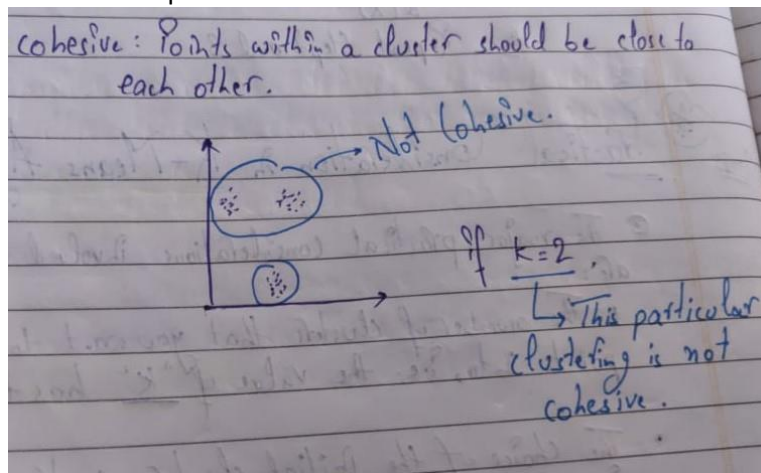 cohesive: Points within a cluster should be close to
each other.
Not Cohesive.
if k=2.
This particular
clustering is not
cohesive.